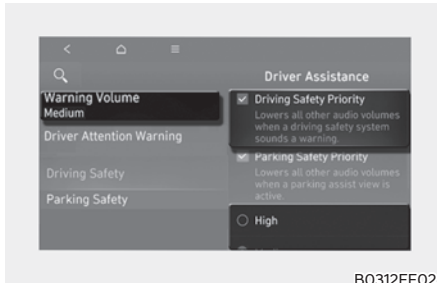 Driver Assistance
Warning Volume
Medium
Driver Attention Warning
Driving Safety
Parking Safety
Driving Safety Priority
Lowers all other audio volumes
when a driving safety system
sounds a warning.
Parking Safety Priority
Lowers all other audio volumes
when a parking assist view is
active.
High
B0312EE02